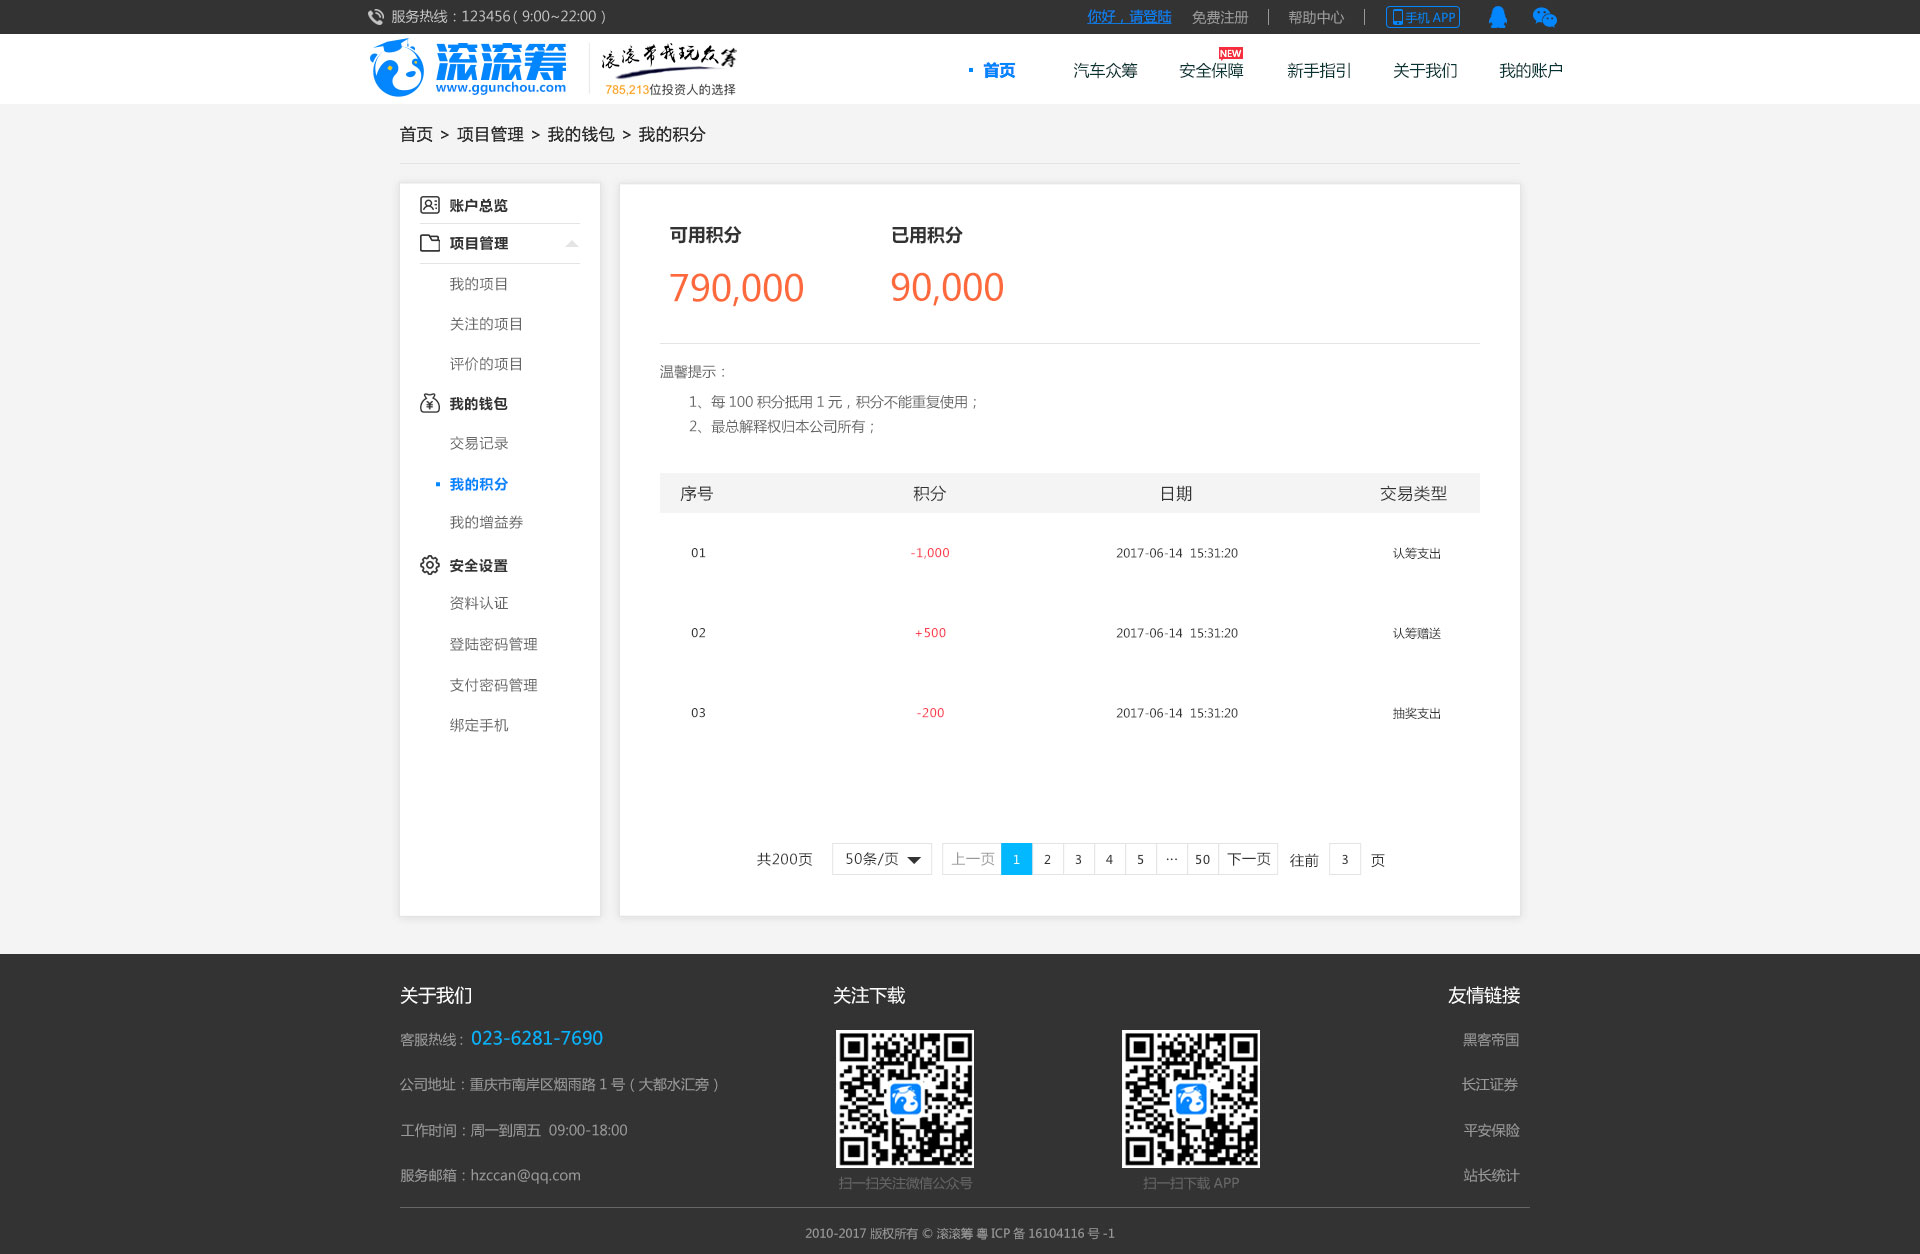 服务热线：123456 ( 9:00~22:00 )
你好，请登陆 免费注册 | 帮助中心 | 手机 APP
滚滚筹
www.ggunchou.com
滚滚带我玩众筹
785,213位投资人的选择
首页 汽车众筹 安全保障 NEW 新手指引 关于我们 我的账户
首页 > 项目管理 > 我的钱包 > 我的积分
账户总览
项目管理
我的项目
关注的项目
评价的项目
我的钱包
交易记录
我的积分
我的增益券
安全设置
资料认证
登陆密码管理
支付密码管理
绑定手机
可用积分 已用积分
790,000 90,000
温馨提示：
1、每 100 积分抵用 1 元，积分不能重复使用；
2、最总解释权归本公司所有；
序号 积分 日期 交易类型
01 -1,000 2017-06-14 15:31:20 认筹支出
02 +500 2017-06-14 15:31:20 认筹赠送
03 -200 2017-06-14 15:31:20 抽奖支出
共200页 50条/页 上一页 1 2 3 4 5 ··· 50 下一页 往前 3 页
关于我们
客服热线：023-6281-7690
公司地址：重庆市南岸区烟雨路 1 号 ( 大都水汇旁 )
工作时间：周一到周五 09:00-18:00
服务邮箱：hzccan@qq.com
关注下载
扫一扫关注微信公众号
扫一扫下载 APP
友情链接
黑客帝国
长江证券
平安保险
站长统计
2010-2017 版权所有 © 滚滚筹 粤 ICP 备 16104116 号 -1